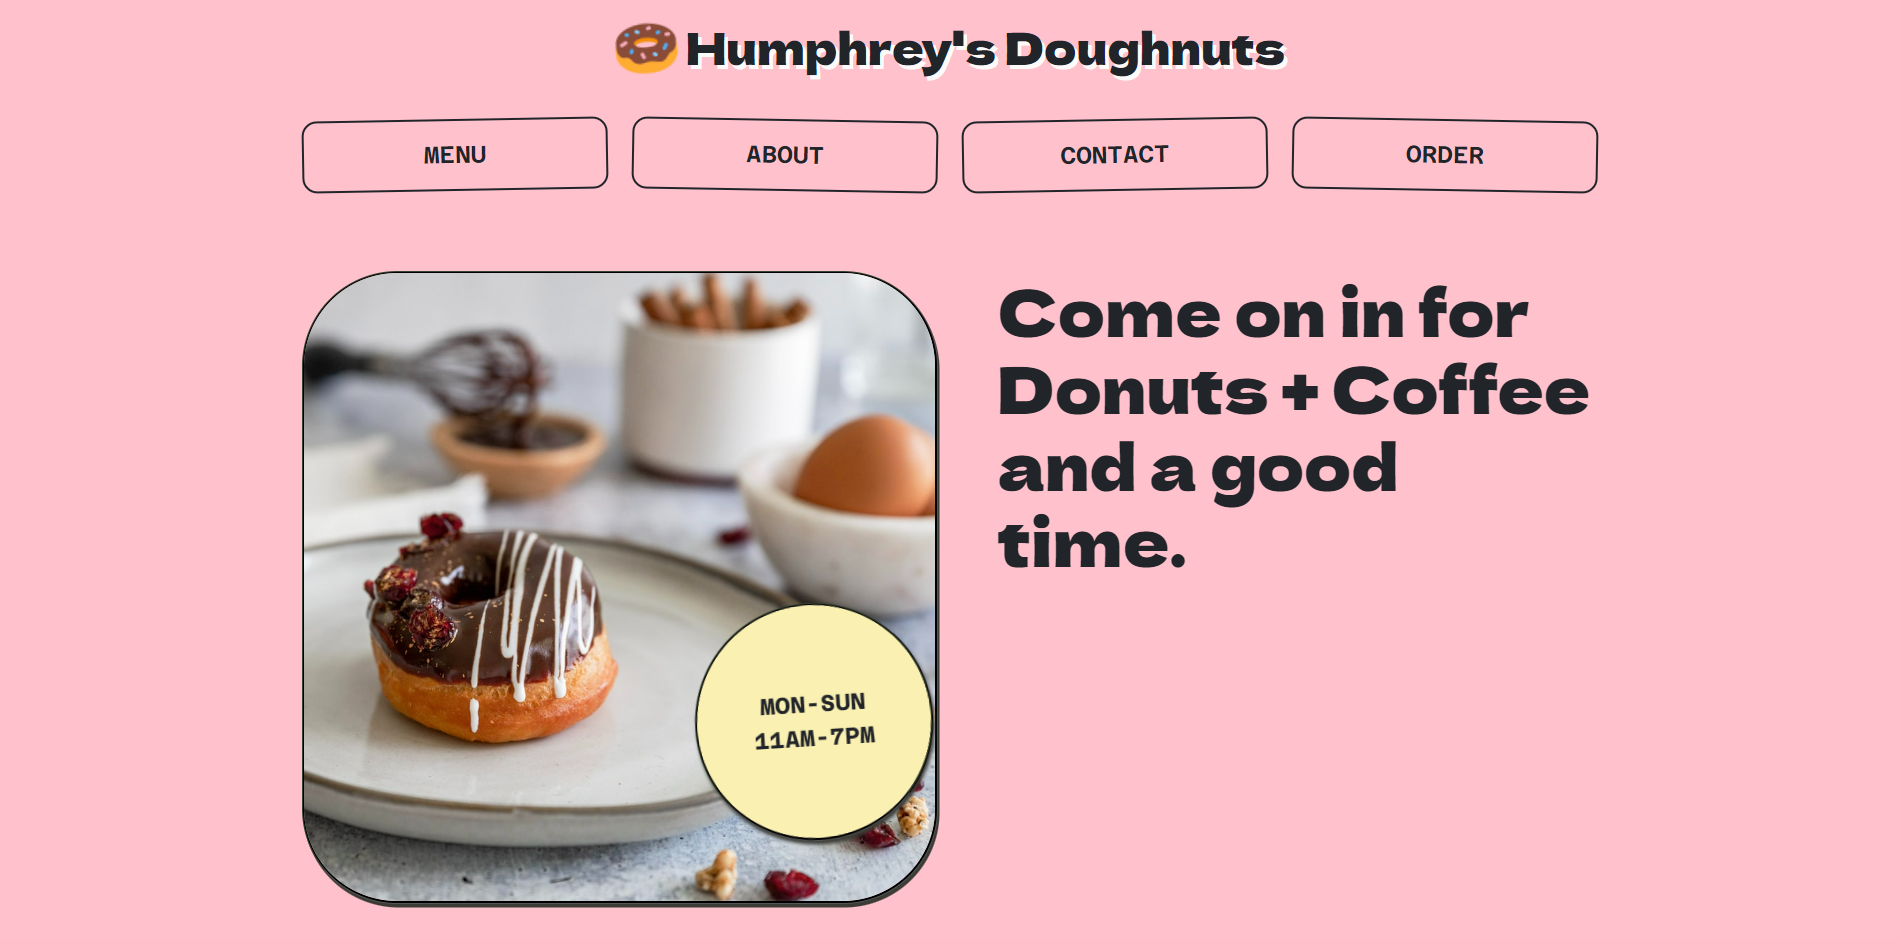 Humphrey's Doughnuts
MENU
ABOUT
CONTACT
ORDER
Come on in for
Donuts + Coffee
and a good
time.
MON-SUN
11AM-7PM